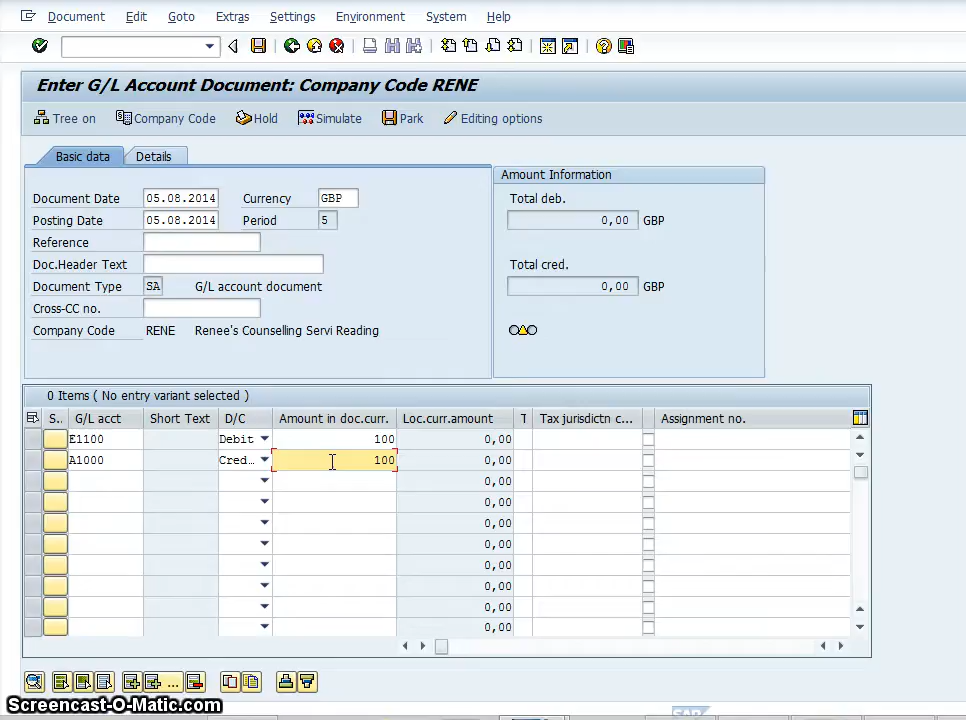 Document Edit Goto Extras Settings Environment System Help
Enter G/L Account Document: Company Code RENE
Tree on Company Code Hold Simulate Park Editing options
Basic data Details
Amount Information
Document Date 05.08.2014 Currency GBP
Total deb.
Posting Date 05.08.2014 Period 5
0,00 GBP
Reference
Doc.Header Text
Total cred.
Document Type SA G/L account document
0,00 GBP
Cross-CC no.
Company Code RENE Renee's Counselling Servi Reading
0 Items ( No entry variant selected )
S.. G/L acct Short Text D/C Amount in doc.curr. Loc.curr.amount T Tax jurisdictn c... Assignment no.
E1100 Debit 100 0,00
A1000 Cred... 100 0,00
0,00
0,00
0,00
0,00
0,00
0,00
0,00
0,00
Screencast-O-Matic.com
SAP